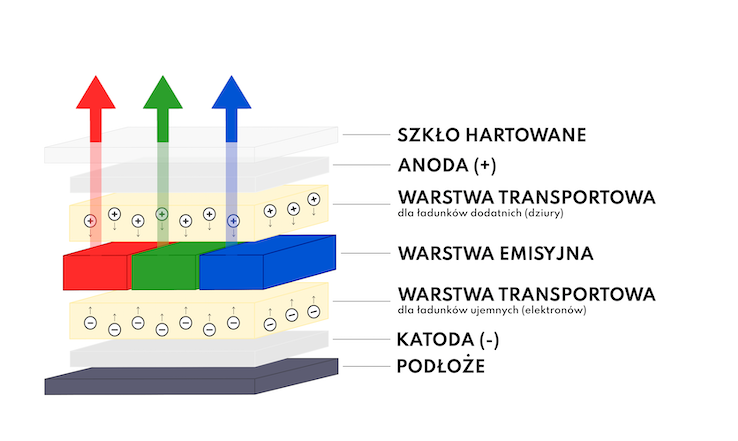 SZKŁO HARTOWANE
ANODA (+)
WARSTWA TRANSPORTOWA
dla ładunków dodatnich (dziury)
WARSTWA EMISYJNA
WARSTWA TRANSPORTOWA
dla ładunków ujemnych (elektronów)
KATODA (-)
PODŁOŻE